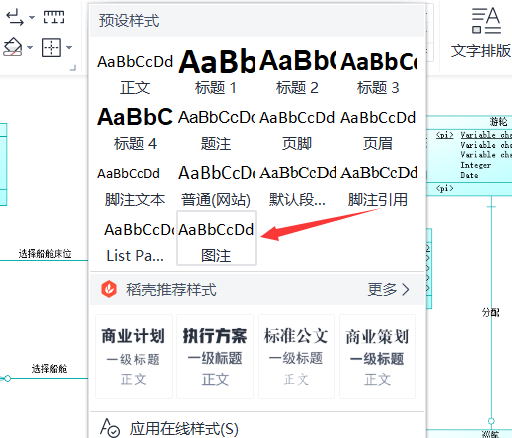 预设样式
AaBbCcDd
AaBb
AaBb(
AaBbC
正文
标题 1
标题 2
标题 3
AaBbC
AaBbCcDd
AaBbCcDd
AaBbCcDd
标题 4
题注
页脚
页眉
AaBbCcDd
AaBbCcD
AaBbCcDd
AaBbCcDd
脚注文本
普通(网站)
默认段...
脚注引用
AaBbCcD
AaBbCcDd
List Pa...
图注
稻壳推荐样式
更多
商业计划
一级标题
正文
执行方案
一级标题
正文
标准公文
一级标题
正文
商业策划
一级标题
正文
应用在线样式(S)
文字排版
游轮
<pi> Variable cha
Variable cha
Variable cha
Integer
Date
<pi>
选择船舱床位
选择船舱
分配
巡航